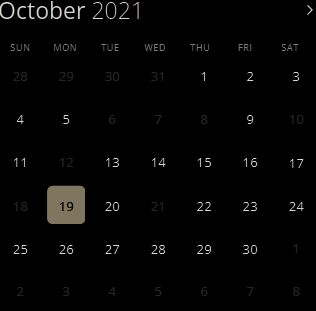 October 2021 >
SUN MON TUE WED THU FRI SAT
28 29 30 31 1 2 3
4 5 6 7 8 9 10
11 12 13 14 15 16 17
18 19 20 21 22 23 24
25 26 27 28 29 30 1
2 3 4 5 6 7 8